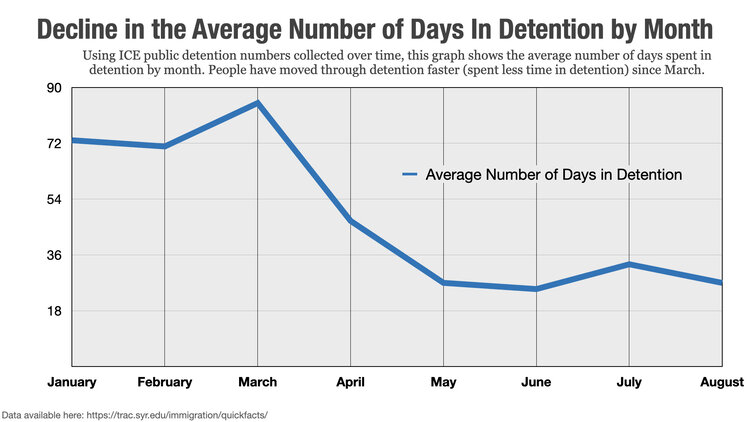 Decline in the Average Number of Days In Detention by Month
Using ICE public detention numbers collected over time, this graph shows the average number of days spent in
detention by month. People have moved through detention faster (spent less time in detention) since March.
90
72
54
36
18
Average Number of Days in Detention
January February March April May June July August
Data available here: https://trac.syr.edu/immigration/quickfacts/